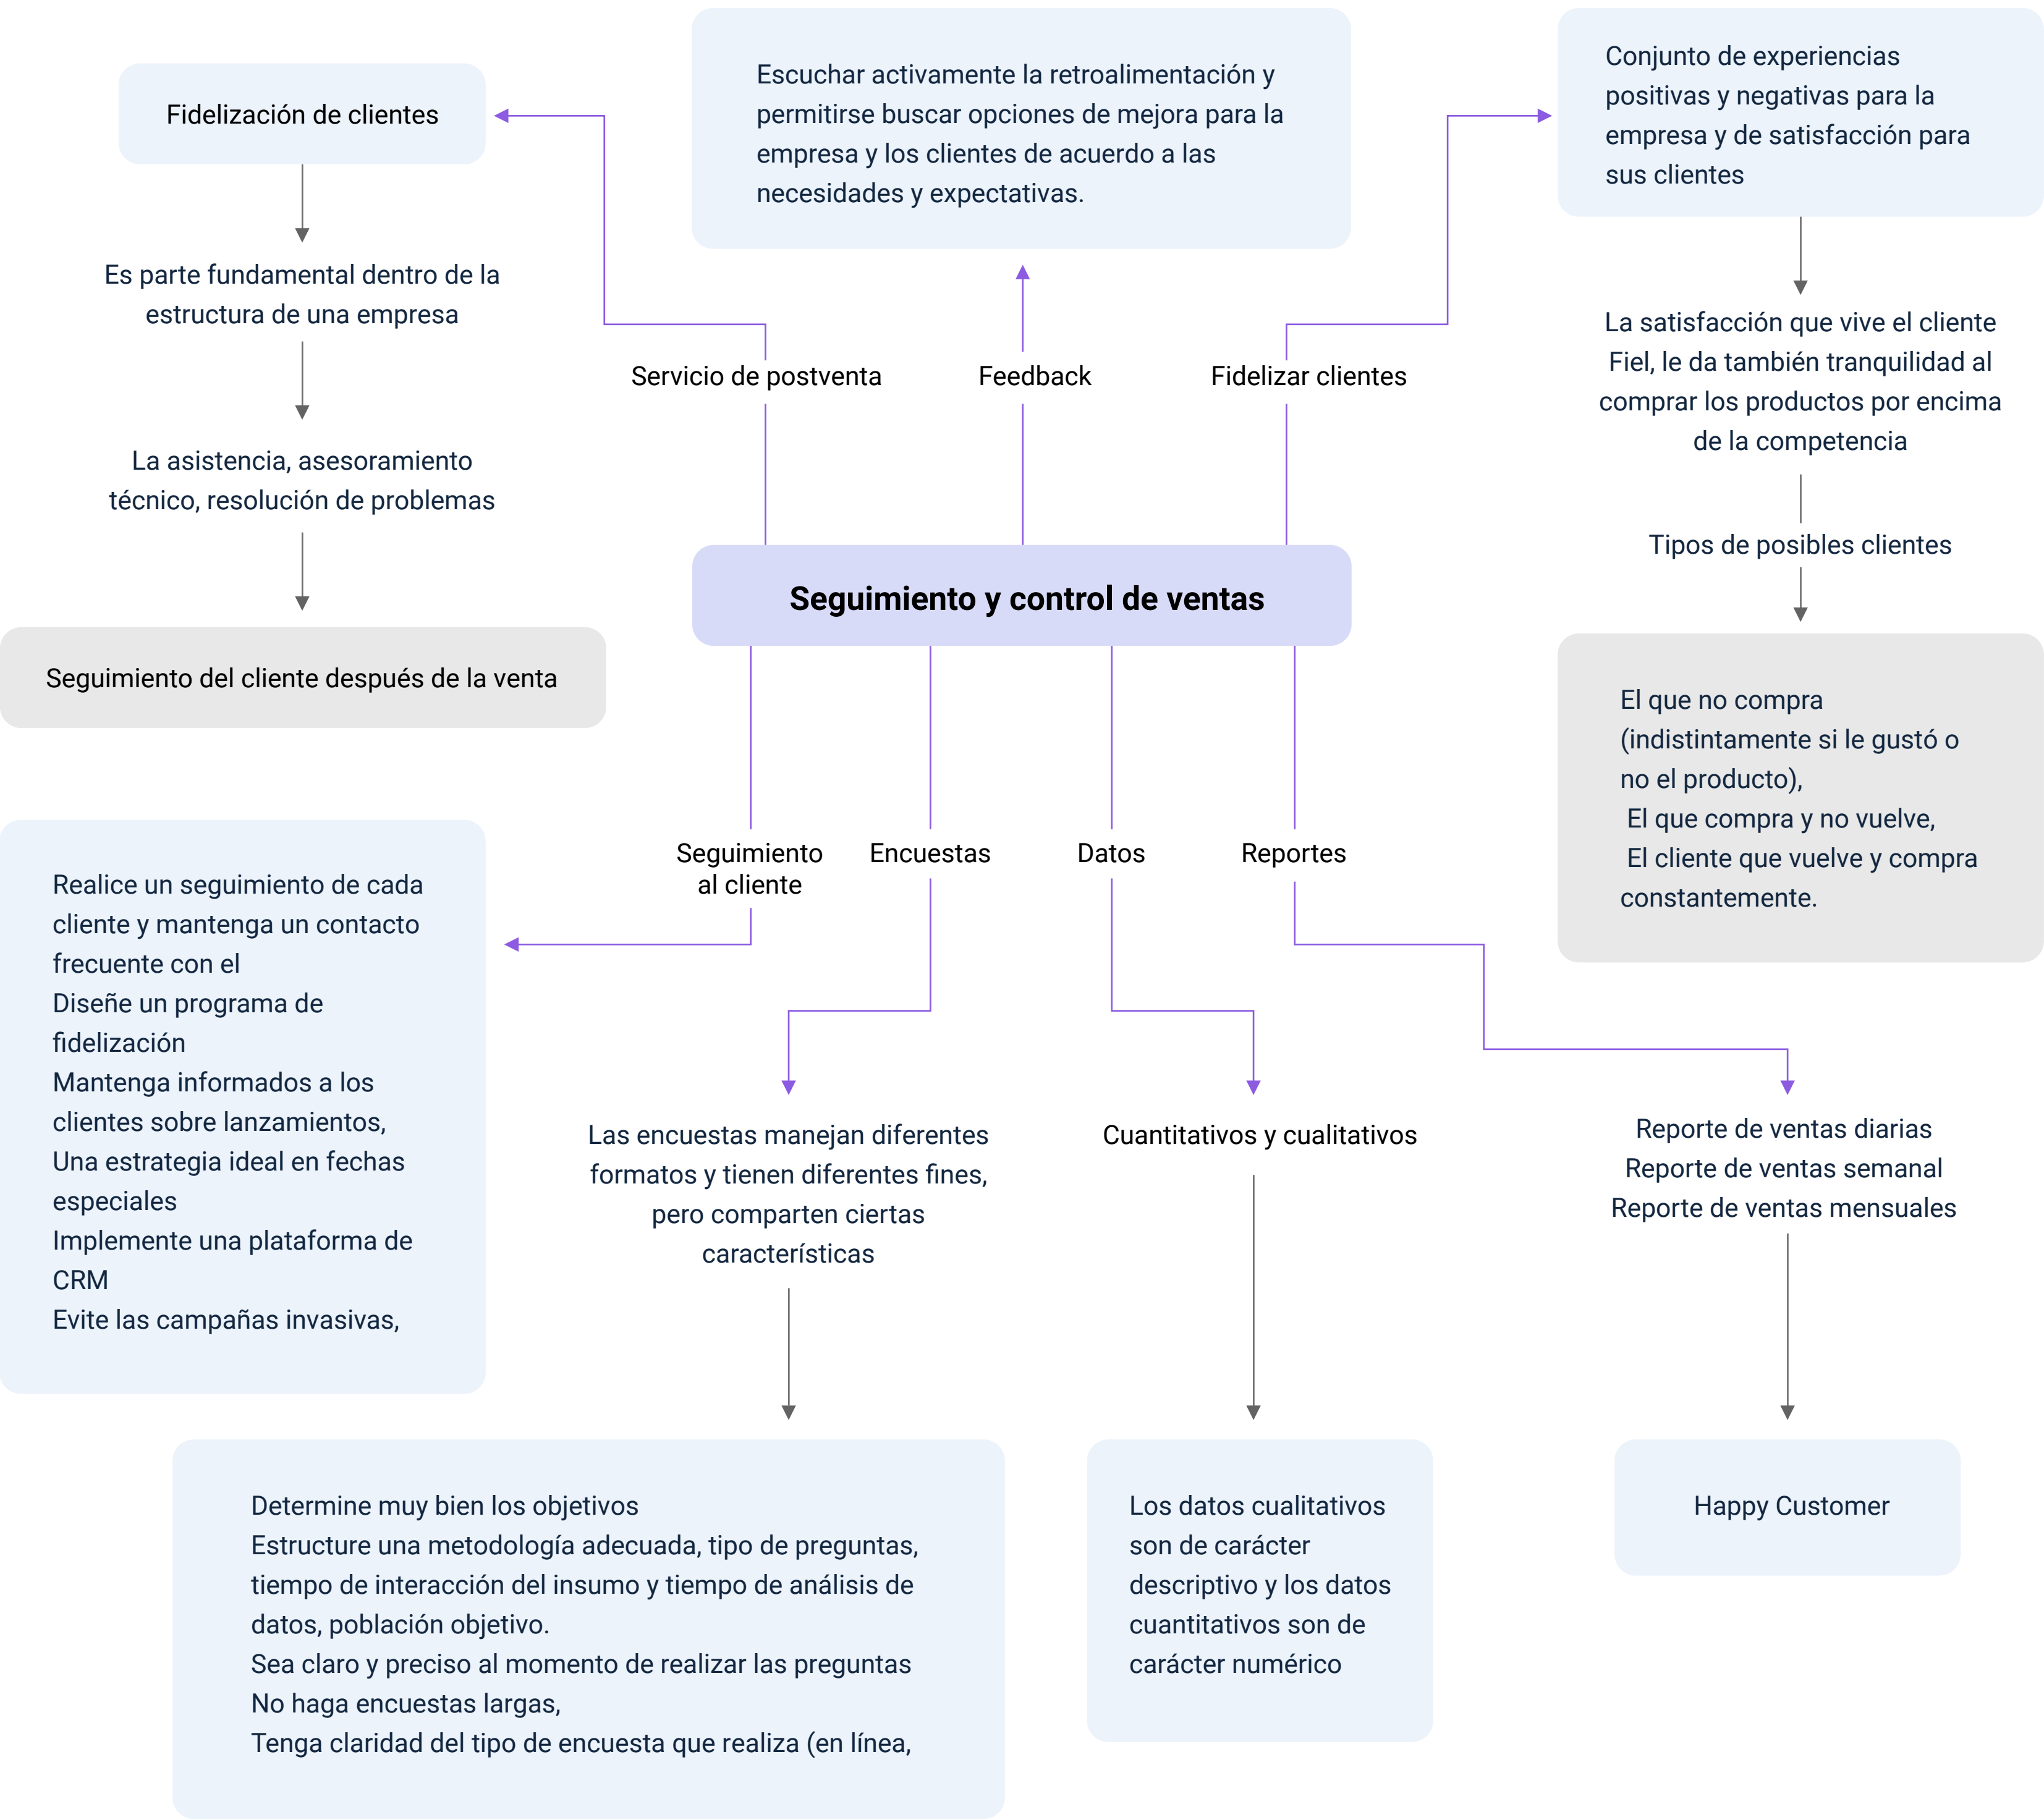 Fidelización de clientes
Es parte fundamental dentro de la
estructura de una empresa
La asistencia, asesoramiento
técnico, resolución de problemas
Seguimiento del cliente después de la venta
Escuchar activamente la retroalimentación y
permitirse buscar opciones de mejora para la
empresa y los clientes de acuerdo a las
necesidades y expectativas.
Conjunto de experiencias
positivas y negativas para la
empresa y de satisfacción para
sus clientes
La satisfacción que vive el cliente
Fiel, le da también tranquilidad al
comprar los productos por encima
de la competencia
Tipos de posibles clientes
El que no compra
(indistintamente si le gustó o
no el producto),
El que compra y no vuelve,
El cliente que vuelve y compra
constantemente.
Servicio de postventa
Feedback
Fidelizar clientes
Seguimiento y control de ventas
Seguimiento
al cliente
Encuestas
Datos
Reportes
Realice un seguimiento de cada
cliente y mantenga un contacto
frecuente con el
Diseñe un programa de
fidelización
Mantenga informados a los
clientes sobre lanzamientos,
Una estrategia ideal en fechas
especiales
Implemente una plataforma de
CRM
Evite las campañas invasivas,
Las encuestas manejan diferentes
formatos y tienen diferentes fines,
pero comparten ciertas
características
Cuantitativos y cualitativos
Reporte de ventas diarias
Reporte de ventas semanal
Reporte de ventas mensuales
Determine muy bien los objetivos
Estructure una metodología adecuada, tipo de preguntas,
tiempo de interacción del insumo y tiempo de análisis de
datos, población objetivo.
Sea claro y preciso al momento de realizar las preguntas
No haga encuestas largas,
Tenga claridad del tipo de encuesta que realiza (en línea,
Los datos cualitativos
son de carácter
descriptivo y los datos
cuantitativos son de
carácter numérico
Happy Customer